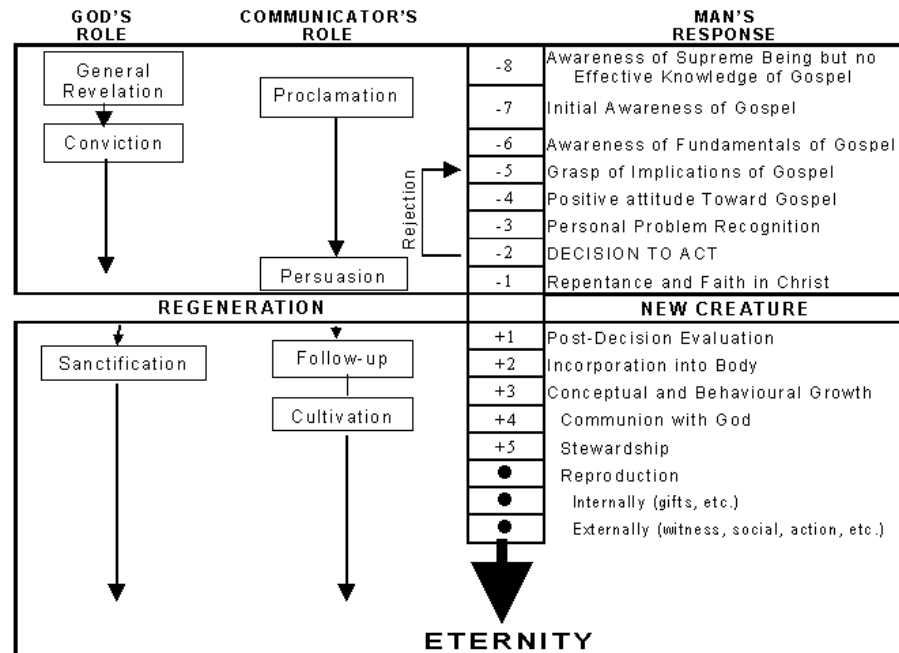 GOD'S ROLE
COMMUNICATOR'S ROLE
MAN'S RESPONSE
General Revelation
Conviction
Proclamation
Persuasion
Rejection
-8 Awareness of Supreme Being but no
Effective Knowledge of Gospel
-7 Initial Awareness of Gospel
-6 Awareness of Fundamentals of Gospel
-5 Grasp of Implications of Gospel
-4 Positive attitude Toward Gospel
-3 Personal Problem Recognition
-2 DECISION TO ACT
-1 Repentance and Faith in Christ
REGENERATION
NEW CREATURE
Sanctification
Follow-up
Cultivation
+1 Post-Decision Evaluation
+2 Incorporation into Body
+3 Conceptual and Behavioural Growth
+4 Communion with God
+5 Stewardship
Reproduction
Internally (gifts, etc.)
Externally (witness, social, action, etc.)
ETERNITY